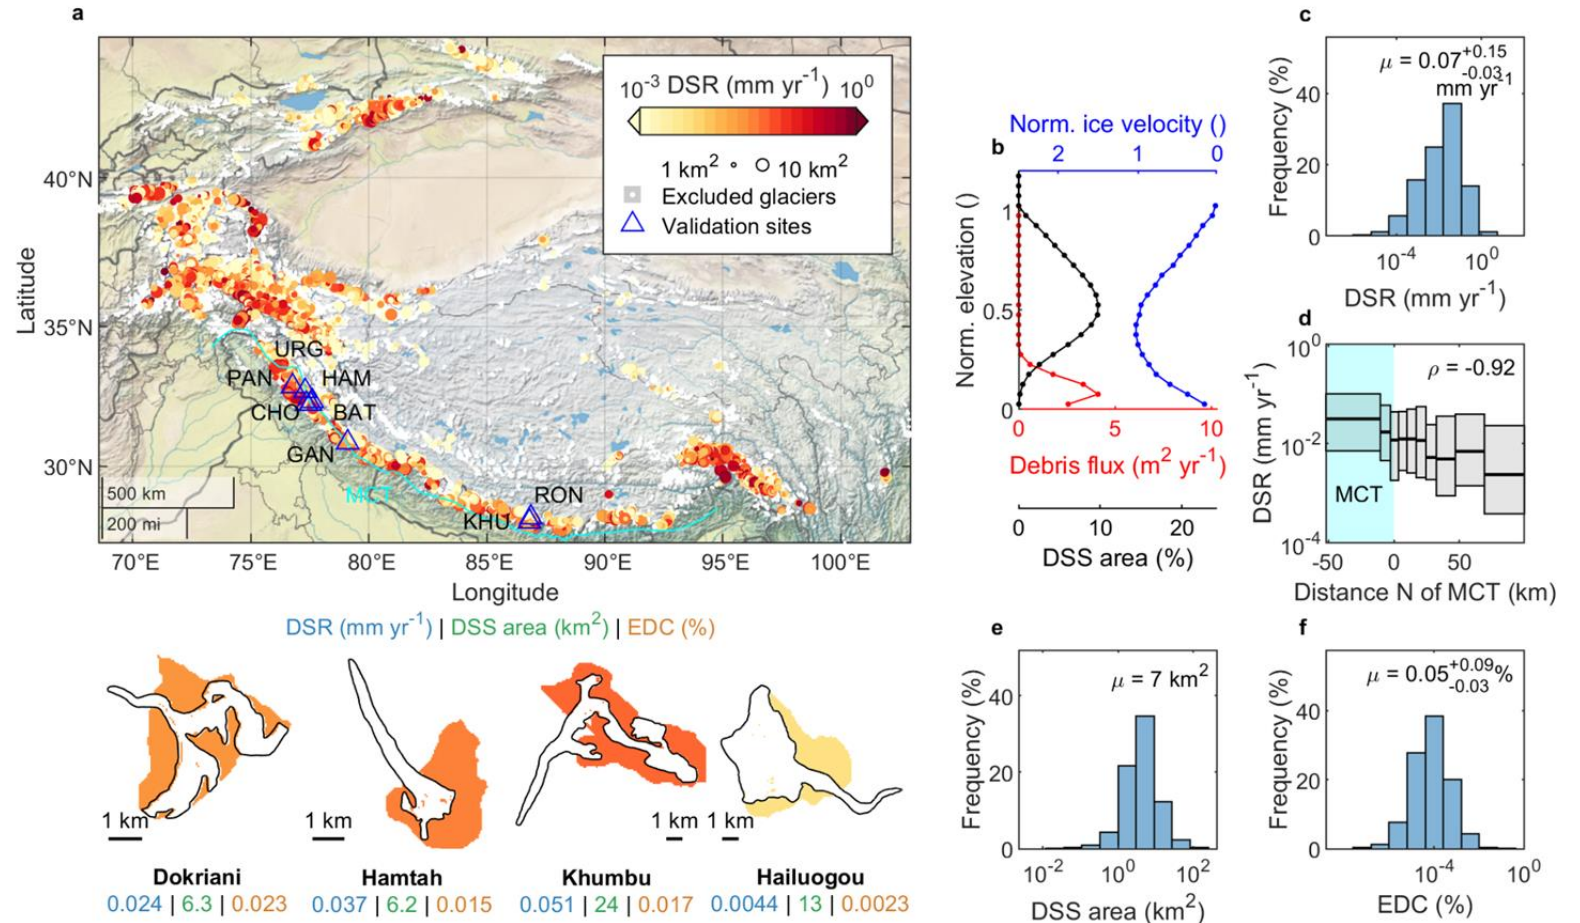 a
10⁻³ DSR (mm yr⁻¹) 10⁰
1 km² 10 km²
Excluded glaciers
Validation sites
40°N
35°N
30°N
Latitude
URG
PAN HAM
CHO BAT
GAN
MCT
RON
KHU
500 km
200 mi
70°E 75°E 80°E 85°E 90°E 95°E 100°E
Longitude
DSR (mm yr⁻¹) | DSS area (km²) | EDC (%)
1 km
1 km
1 km
1 km
Dokriani
0.024 | 6.3 | 0.023
Hamtah
0.037 | 6.2 | 0.015
Khumbu
0.051 | 24 | 0.017
Hailuogou
0.0044 | 13 | 0.0023
b
Norm. ice velocity ()
2 1 0
Norm. elevation ()
1
0.5
0
0 5 10
Debris flux (m² yr⁻¹)
0 10 20
DSS area (%)
c
μ = 0.07 +0.15 -0.03
mm yr⁻¹
Frequency (%)
40
20
0
10⁻⁴ 10⁰
DSR (mm yr⁻¹)
d
ρ = -0.92
DSR (mm yr⁻¹)
10⁰
10⁻²
10⁻⁴
MCT
-50 0 50
Distance N of MCT (km)
e
μ = 7 km²
Frequency (%)
40
20
0
10⁻² 10⁰ 10²
DSS area (km²)
f
μ = 0.05 +0.09 -0.03 %
Frequency (%)
40
20
0
10⁻⁴ 10⁰
EDC (%)